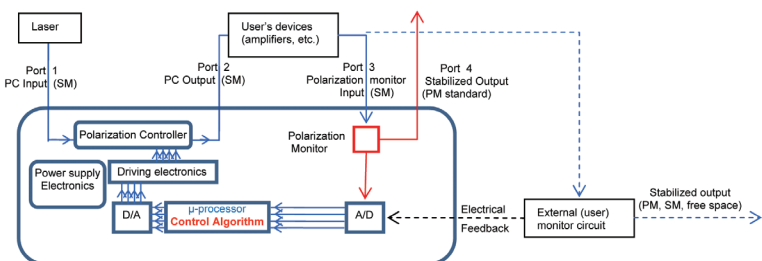 Laser
User's devices
(amplifiers, etc.)
Port 1
PC Input (SM)
Port 2
PC Output (SM)
Port 3
Polarization monitor
Input (SM)
Port 4
Stabilized Output
(PM standard)
Polarization Controller
Polarization
Monitor
Power supply
Electronics
Driving electronics
D/A
μ-processor
Control Algorithm
A/D
Electrical
Feedback
External (user)
monitor circuit
Stabilized output
(PM, SM, free space)